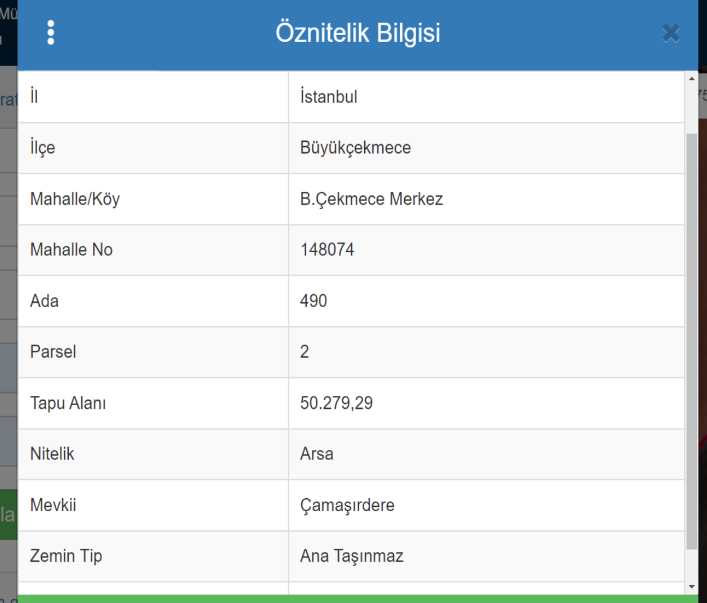 Öznitelik Bilgisi
İl İstanbul
İlçe Büyükçekmece
Mahalle/Köy B.Çekmece Merkez
Mahalle No 148074
Ada 490
Parsel 2
Tapu Alanı 50.279,29
Nitelik Arsa
Mevkii Çamaşırdere
Zemin Tip Ana Taşınmaz